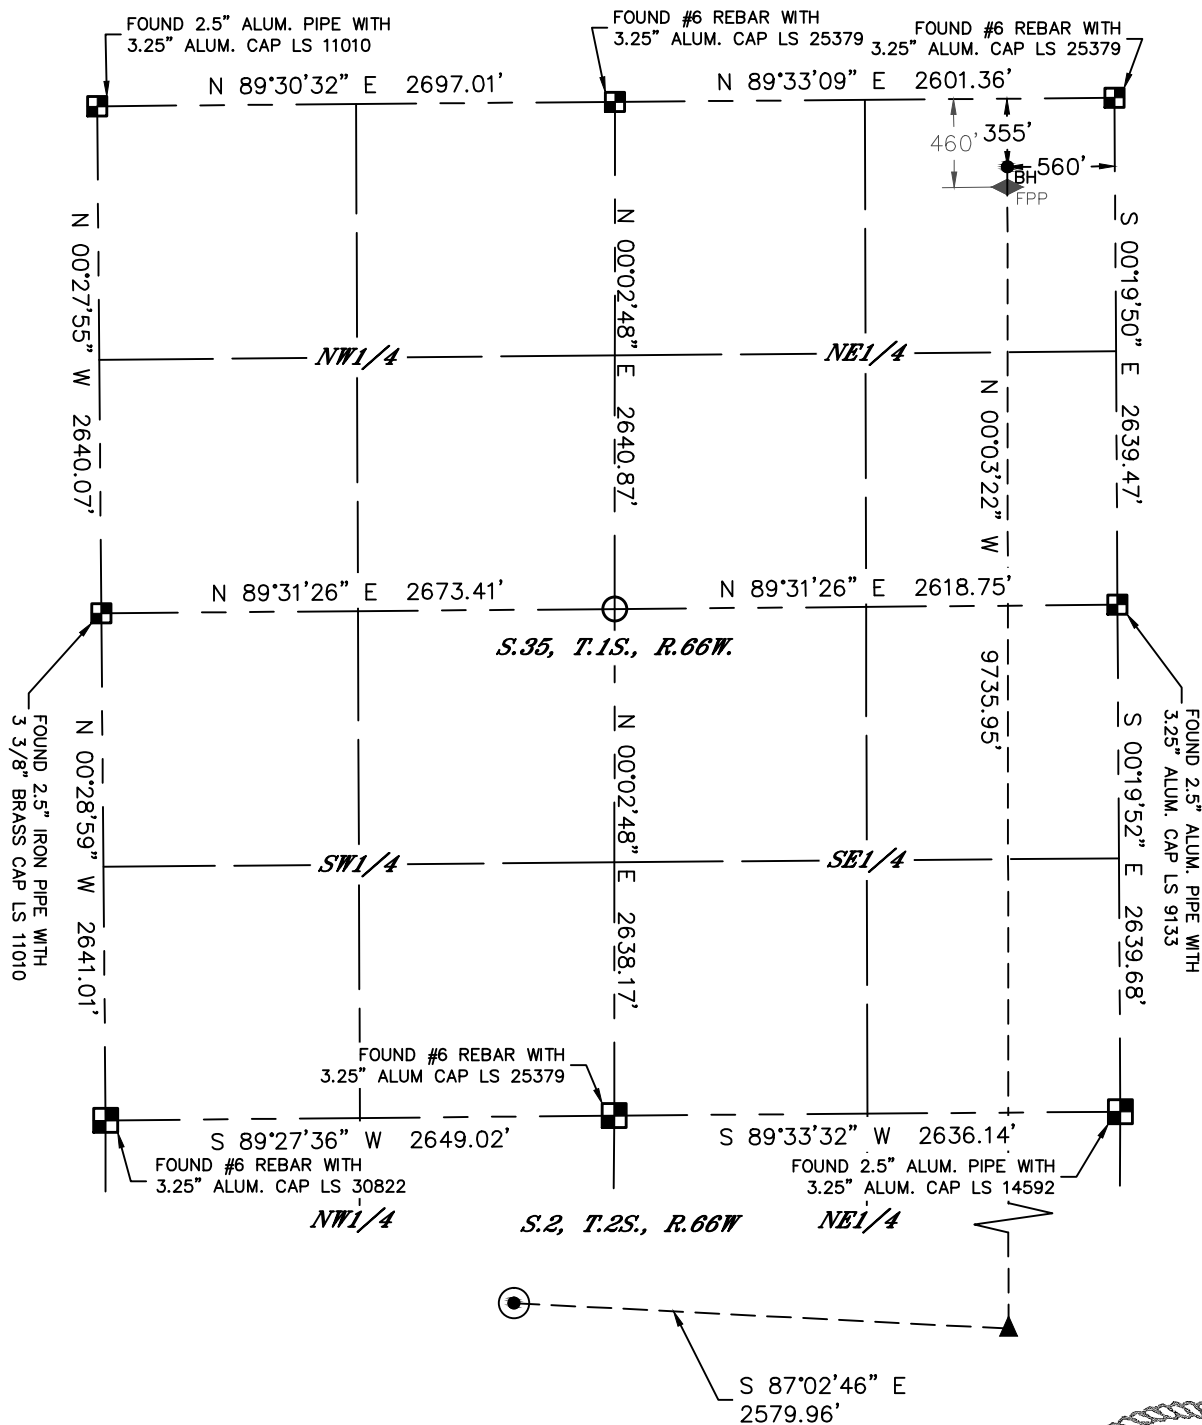 FOUND 2.5" ALUM. PIPE WITH
3.25" ALUM. CAP LS 11010
FOUND #6 REBAR WITH
3.25" ALUM. CAP LS 25379
FOUND #6 REBAR WITH
3.25" ALUM. CAP LS 25379
N 89°30'32" E 2697.01'
N 89°33'09" E 2601.36'
460'
355'
560'
BH
FPP
N 00°27'55" W 2640.07'
N 00°02'48" E 2640.87'
S 00°19'50" E 2639.47'
NW1/4
NE1/4
N 00°03'22" W
9735.95'
N 89°31'26" E 2673.41'
N 89°31'26" E 2618.75'
S.35, T.1S., R.66W.
FOUND 2.5" IRON PIPE WITH
3 3/8" BRASS CAP LS 11010
FOUND 2.5" ALUM. PIPE WITH
3.25" ALUM. CAP LS 9133
N 00°28'59" W 2641.01'
N 00°02'48" E 2638.17'
S 00°19'52" E 2639.68'
SW1/4
SE1/4
FOUND #6 REBAR WITH
3.25" ALUM CAP LS 25379
S 89°27'36" W 2649.02'
S 89°33'32" W 2636.14'
FOUND #6 REBAR WITH
3.25" ALUM. CAP LS 30822
FOUND 2.5" ALUM. PIPE WITH
3.25" ALUM. CAP LS 14592
NW1/4
S.2, T.2S., R.66W
NE1/4
S 87°02'46" E
2579.96'